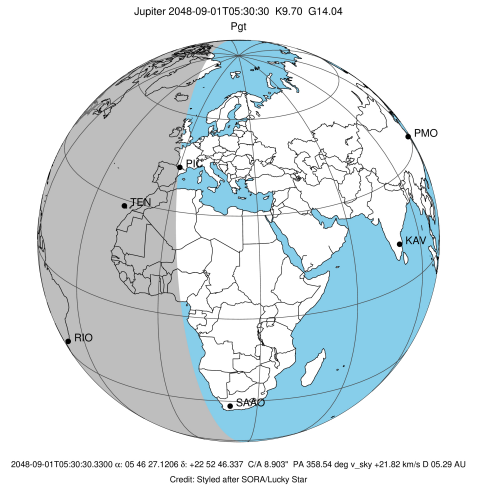 Jupiter 2048-09-01T05:30:30 K9.70 G14.04
Pgt
PMO
PIC
TEN
KAV
RIO
SAAO
2048-09-01T05:30:30.3300 α: 05 46 27.1206 δ: +22 52 46.337 C/A 8.903" PA 358.54 deg v_sky +21.82 km/s D 05.29 AU
Credit: Styled after SORA/Lucky Star